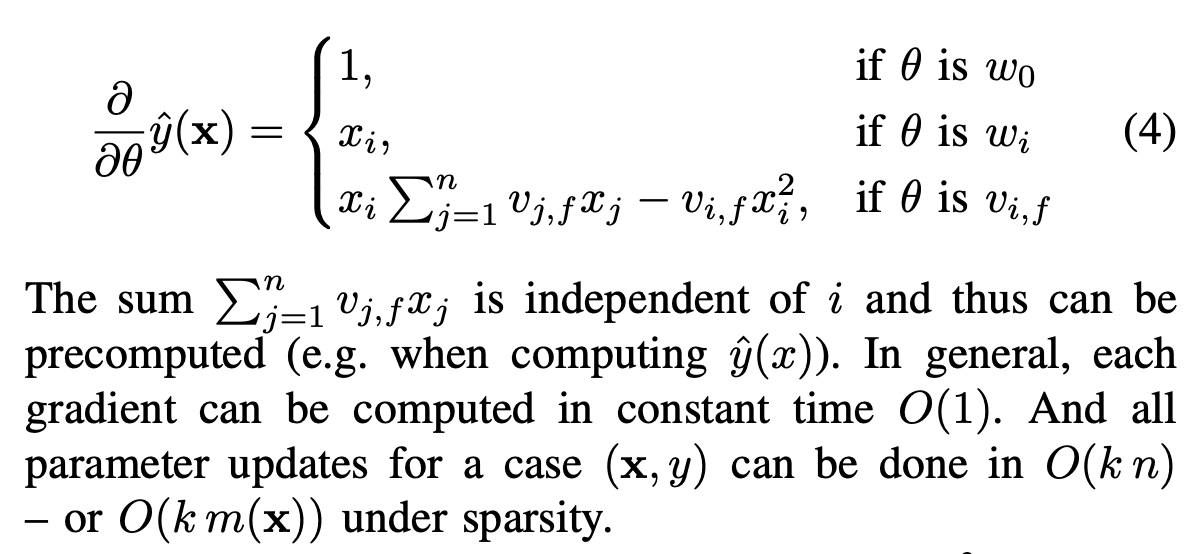 ∂/∂θ ŷ(𝐱) = { 1, if θ is w₀
x_i, if θ is w_i (4)
x_i ∑_{j=1}^{n} v_{j,f} x_j − v_{i,f} x_i^2, if θ is v_{i,f}
The sum ∑_{j=1}^{n} v_{j,f} x_j is independent of i and thus can be
precomputed (e.g. when computing ŷ(x)). In general, each
gradient can be computed in constant time O(1). And all
parameter updates for a case (𝐱, y) can be done in O(k n)
– or O(k m(𝐱)) under sparsity.